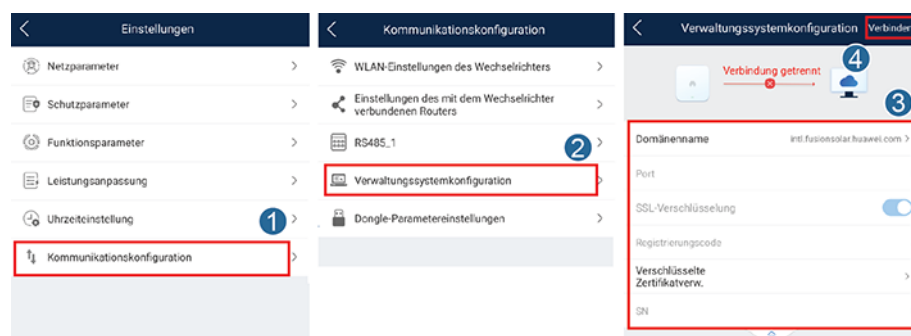 Einstellungen
Netzparameter
Schutzparameter
Funktionsparameter
Leistungsanpassung
Uhrzeiteinstellung
1
Kommunikationskonfiguration
Kommunikationskonfiguration
WLAN-Einstellungen des Wechselrichters
Einstellungen des mit dem Wechselrichter
verbundenen Routers
RS485_1
2
Verwaltungssystemkonfiguration
Dongle-Parametereinstellungen
Verwaltungssystemkonfiguration Verbinden
4
Verbindung getrennt
3
Domänenname intl.fusionsolar.huawei.com
Port
SSL-Verschlüsselung
Registrierungscode
Verschlüsselte
Zertifikatverw.
SN